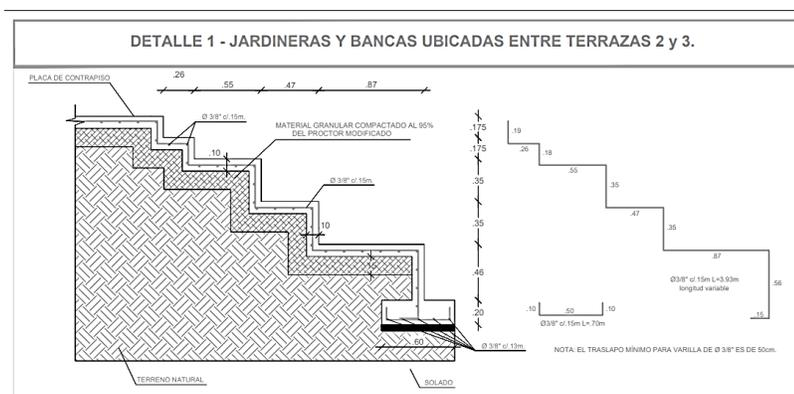 DETALLE 1 - JARDINERAS Y BANCAS UBICADAS ENTRE TERRAZAS 2 y 3.
PLACA DE CONTRAPISO
.26
.55
.47
.87
Ø 3/8" c/.15m.
MATERIAL GRANULAR COMPACTADO AL 95%
DEL PROCTOR MODIFICADO
.10
Ø 3/8" c/.15m.
.10
.175
.175
.35
.35
.46
.20
.60
Ø 3/8" c/.13m.
TERRENO NATURAL
SOLADO
.19
.26
.18
.55
.35
.47
.35
.87
.56
.15
Ø3/8" c/.15m L=3.93m
longitud variable
.10
.50
.10
Ø3/8" c/.15m L=.70m
NOTA: EL TRASLAPO MÍNIMO PARA VARILLA DE Ø 3/8" ES DE 50cm.